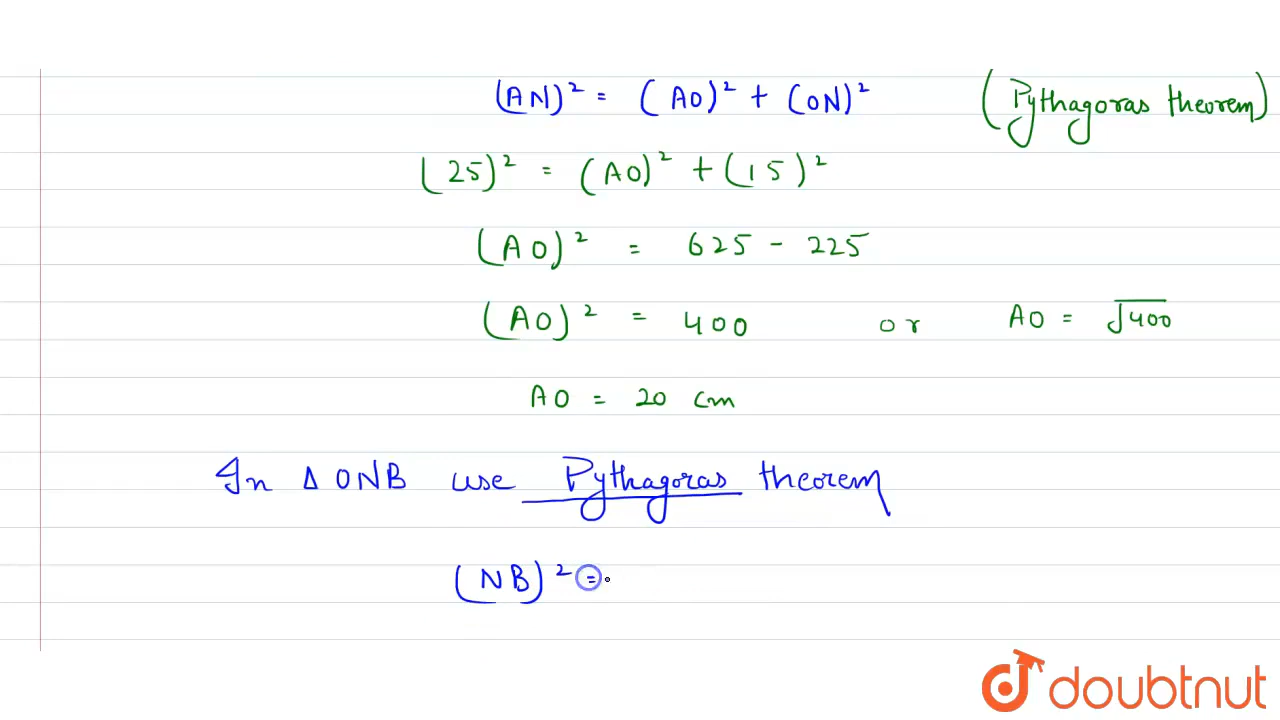 (AN)² = (AO)² + (ON)² (Pythagoras theorem)
(25)² = (AO)² + (15)²
(AO)² = 625 - 225
(AO)² = 400 or AO = √400
AO = 20 cm
In Δ ONB use Pythagoras theorem
(NB)² =
doubtnut